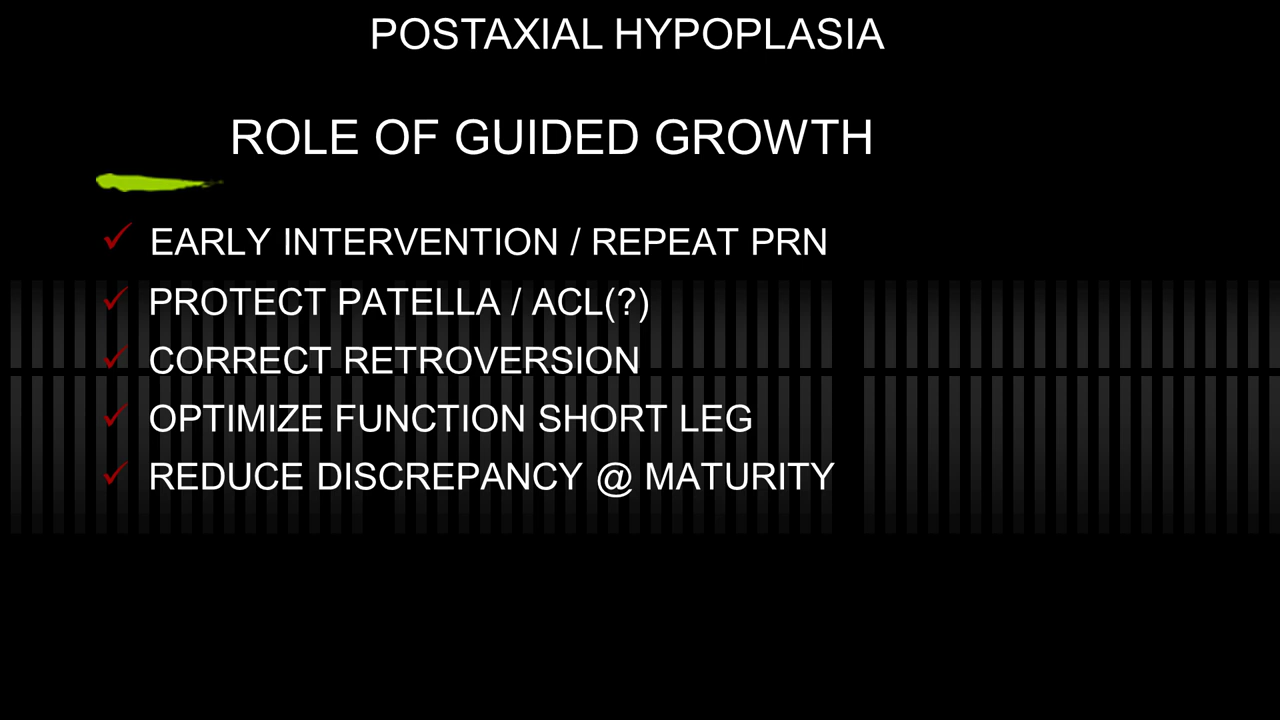 POSTAXIAL HYPOPLASIA
ROLE OF GUIDED GROWTH
✓ EARLY INTERVENTION / REPEAT PRN
✓ PROTECT PATELLA / ACL(?)
✓ CORRECT RETROVERSION
✓ OPTIMIZE FUNCTION SHORT LEG
✓ REDUCE DISCREPANCY @ MATURITY